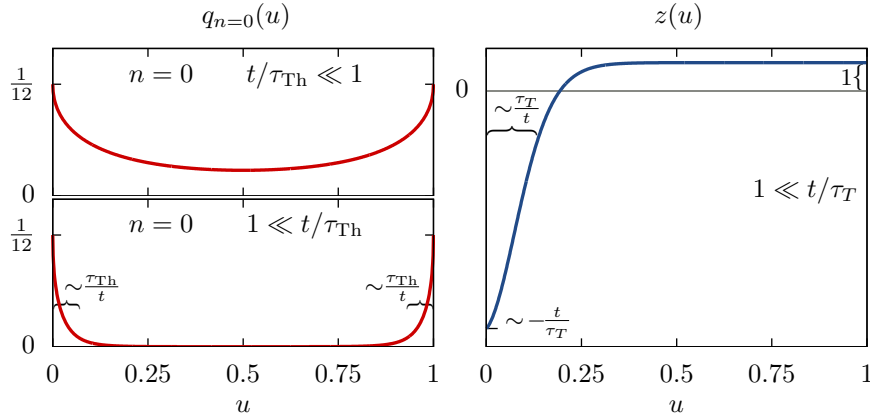 q_{n=0}(u)
z(u)
1/12
n = 0   t/τ_Th ≪ 1
0
1/12
n = 0   1 ≪ t/τ_Th
∼τ_Th/t
∼τ_Th/t
0
0 0.25 0.5 0.75 1
u
0
1{
∼τ_T/t
1 ≪ t/τ_T
∼ −t/τ_T
0 0.25 0.5 0.75 1
u